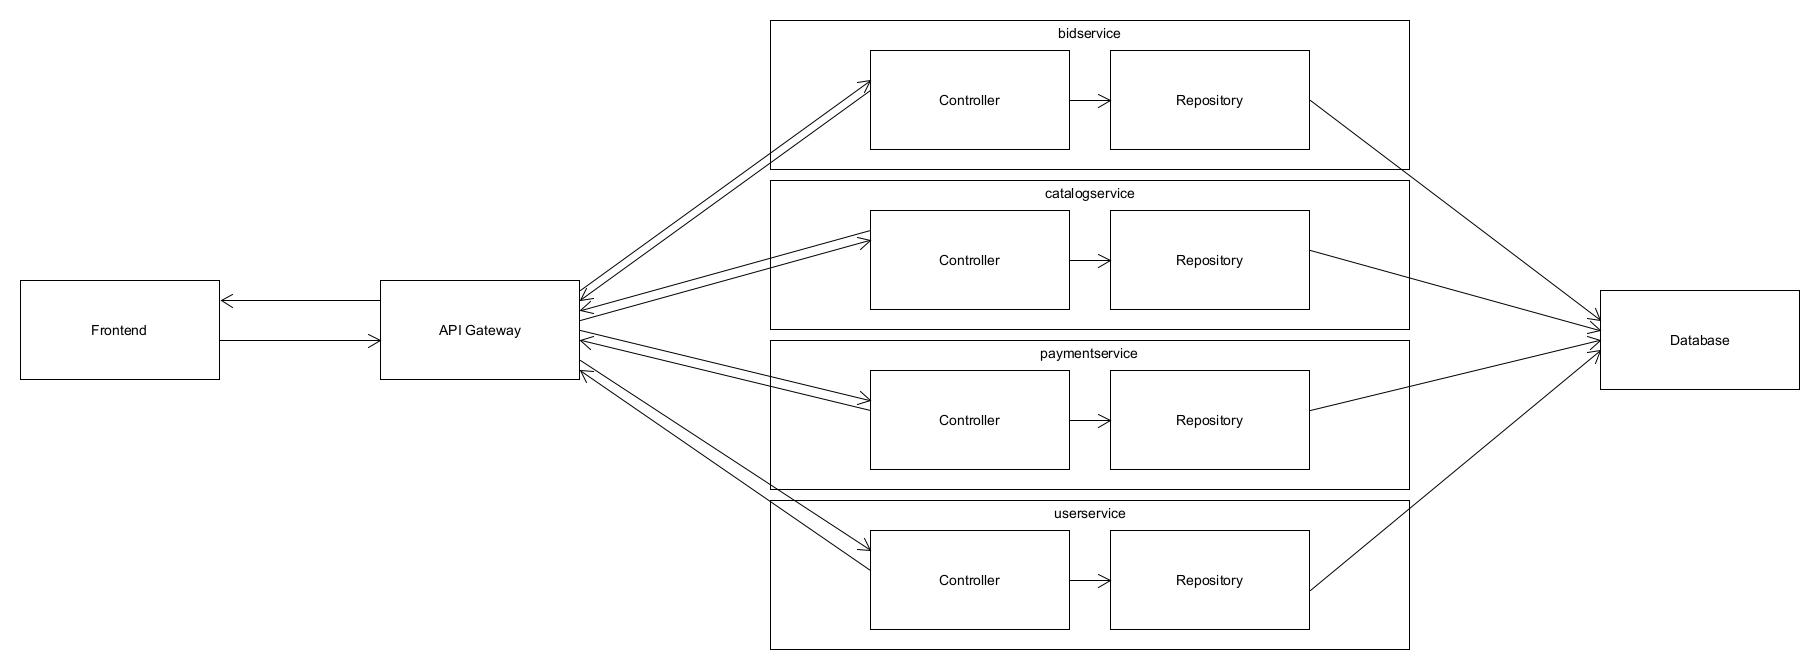 Frontend
API Gateway
bidservice
Controller
Repository
catalogservice
Controller
Repository
paymentservice
Controller
Repository
userservice
Controller
Repository
Database